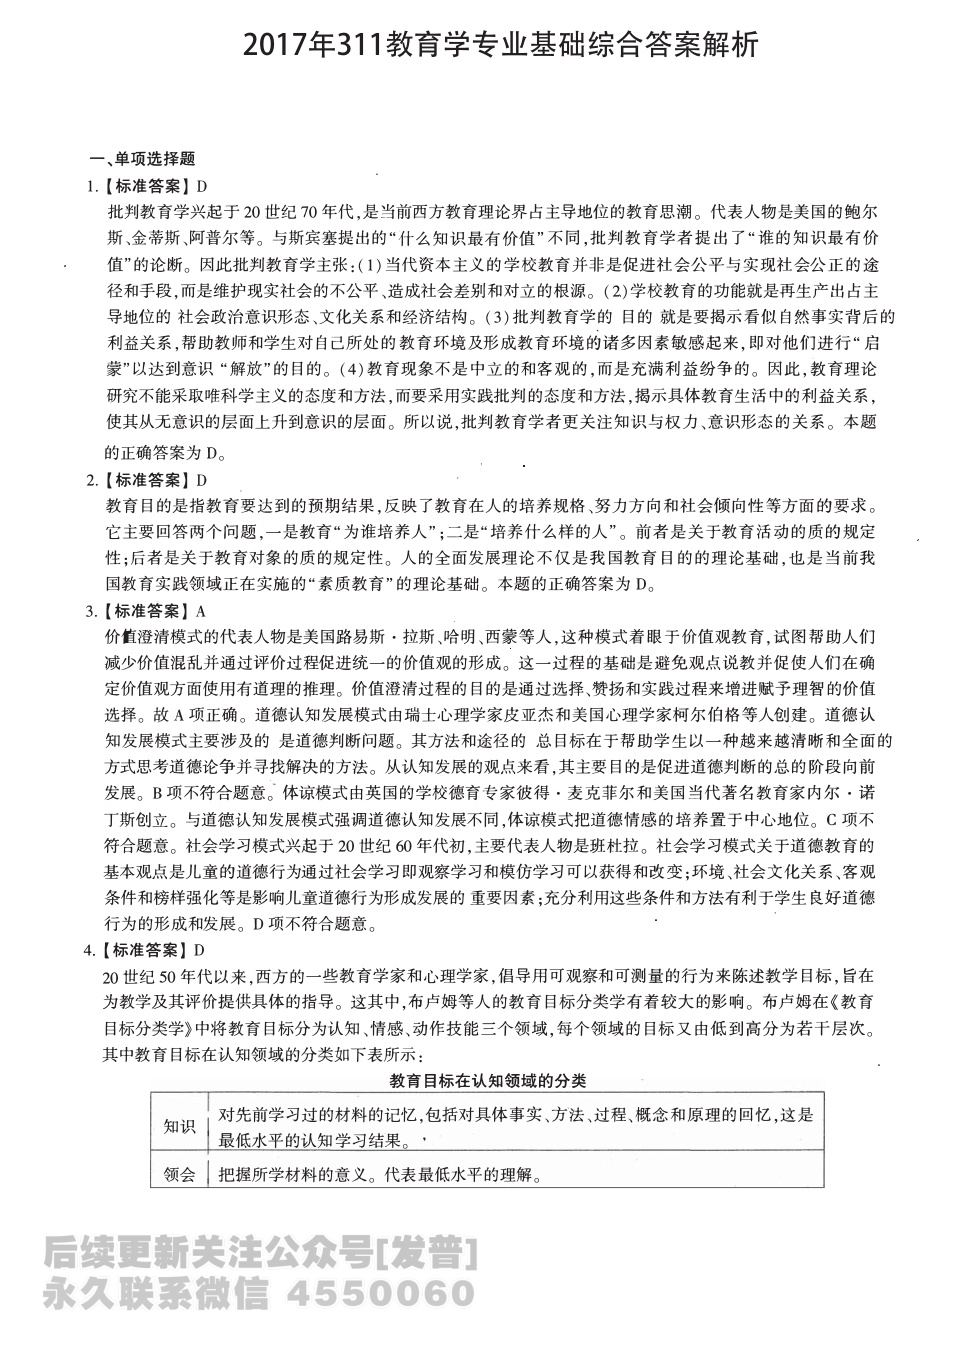 2017年311教育学专业基础综合答案解析
一、单项选择题
1.【标准答案】D
批判教育学兴起于20世纪70年代,是当前西方教育理论界占主导地位的教育思潮。代表人物是美国的鲍尔
斯、金蒂斯、阿普尔等。与斯宾塞提出的“什么知识最有价值”不同,批判教育学者提出了“谁的知识最有价
值”的论断。因此批判教育学主张:(1)当代资本主义的学校教育并非是促进社会公平与实现社会公正的途
径和手段,而是维护现实社会的不公平、造成社会差别和对立的根源。(2)学校教育的功能就是再生产出占主
导地位的 社会政治意识形态、文化关系和经济结构。(3)批判教育学的 目的 就是要揭示看似自然事实背后的
利益关系,帮助教师和学生对自己所处的教育环境及形成教育环境的诸多因素敏感起来,即对他们进行“启
蒙”以达到意识“解放”的目的。(4)教育现象不是中立的和客观的,而是充满利益纷争的。因此,教育理论
研究不能采取唯科学主义的态度和方法,而要采用实践批判的态度和方法,揭示具体教育生活中的利益关系,
使其从无意识的层面上升到意识的层面。所以说,批判教育学者更关注知识与权力、意识形态的关系。本题
的正确答案为D。
2.【标准答案】D
教育目的是指教育要达到的预期结果,反映了教育在人的培养规格、努力方向和社会倾向性等方面的要求。
它主要回答两个问题,一是教育“为谁培养人”;二是“培养什么样的人”。前者是关于教育活动的质的规定
性;后者是关于教育对象的质的规定性。人的全面发展理论不仅是我国教育目的的理论基础,也是当前我
国教育实践领域正在实施的“素质教育”的理论基础。本题的正确答案为D。
3.【标准答案】A
价值澄清模式的代表人物是美国路易斯·拉斯、哈明、西蒙等人,这种模式着眼于价值观教育,试图帮助人们
减少价值混乱并通过评价过程促进统一的价值观的形成。这一过程的基础是避免观点说教并促使人们在确
定价值观方面使用有道理的推理。价值澄清过程的目的是通过选择、赞扬和实践过程来增进赋予理智的价值
选择。故A项正确。道德认知发展模式由瑞士心理学家皮亚杰和美国心理学家柯尔伯格等人创建。道德认
知发展模式主要涉及的 是道德判断问题。其方法和途径的 总目标在于帮助学生以一种越来越清晰和全面的
方式思考道德论争并寻找解决的方法。从认知发展的观点来看,其主要目的是促进道德判断的总的阶段向前
发展。B项不符合题意。体谅模式由英国的学校德育专家彼得·麦克菲尔和美国当代著名教育家内尔·诺
丁斯创立。与道德认知发展模式强调道德认知发展不同,体谅模式把道德情感的培养置于中心地位。C项不
符合题意。社会学习模式兴起于20世纪60年代初,主要代表人物是班杜拉。社会学习模式关于道德教育的
基本观点是儿童的道德行为通过社会学习即观察学习和模仿学习可以获得和改变;环境、社会文化关系、客观
条件和榜样强化等是影响儿童道德行为形成发展的 重要因素;充分利用这些条件和方法有利于学生良好道德
行为的形成和发展。D项不符合题意。
4.【标准答案】D
20世纪50年代以来,西方的一些教育学家和心理学家,倡导用可观察和可测量的行为来陈述教学目标,旨在
为教学及其评价提供具体的指导。这其中,布卢姆等人的教育目标分类学有着较大的影响。布卢姆在《教育
目标分类学》中将教育目标分为认知、情感、动作技能三个领域,每个领域的目标又由低到高分为若干层次。
其中教育目标在认知领域的分类如下表所示:
教育目标在认知领域的分类
知识 对先前学习过的材料的记忆,包括对具体事实、方法、过程、概念和原理的回忆,这是
最低水平的认知学习结果。
领会 把握所学材料的意义。代表最低水平的理解。
后续更新关注公众号[发普]
永久联系微信 4550060